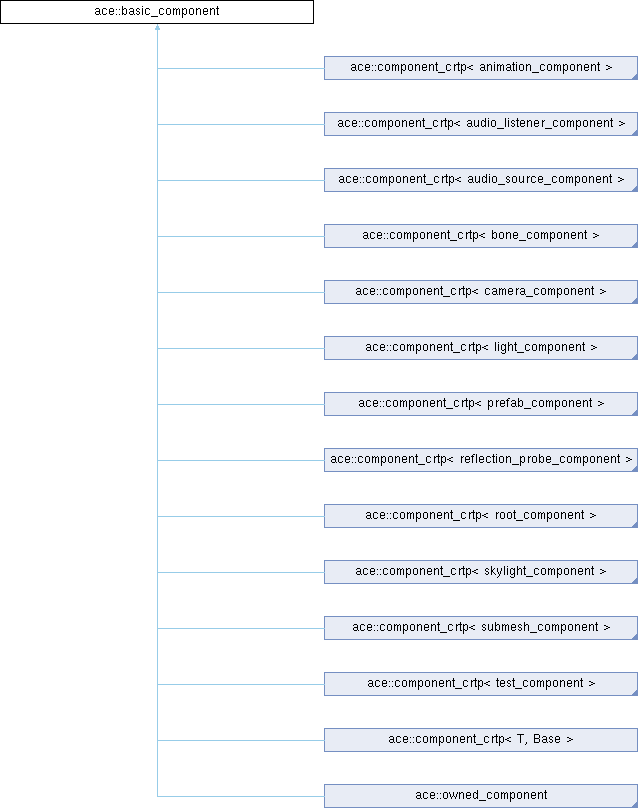 ace::basic_component
ace::component_crtp< animation_component >
ace::component_crtp< audio_listener_component >
ace::component_crtp< audio_source_component >
ace::component_crtp< bone_component >
ace::component_crtp< camera_component >
ace::component_crtp< light_component >
ace::component_crtp< prefab_component >
ace::component_crtp< reflection_probe_component >
ace::component_crtp< root_component >
ace::component_crtp< skylight_component >
ace::component_crtp< submesh_component >
ace::component_crtp< test_component >
ace::component_crtp< T, Base >
ace::owned_component